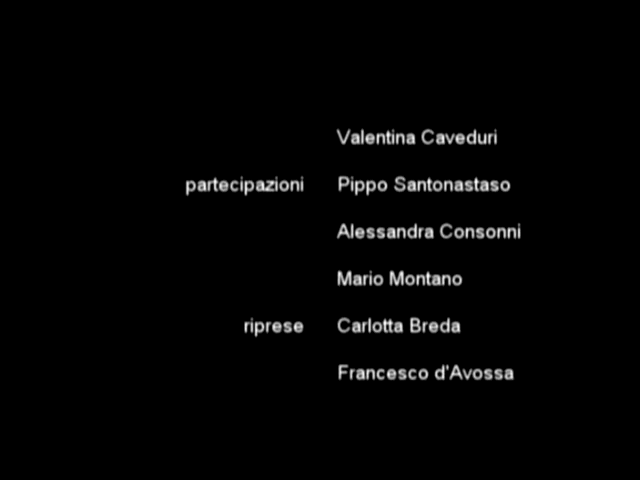 Valentina Caveduri
partecipazioni Pippo Santonastaso
Alessandra Consonni
Mario Montano
riprese Carlotta Breda
Francesco d'Avossa